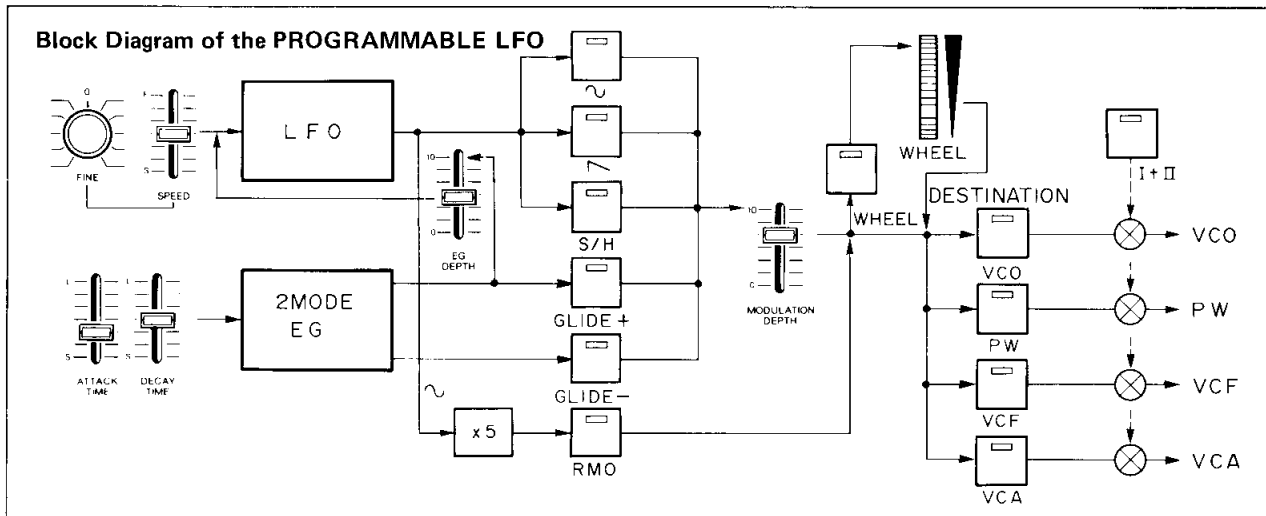 Block Diagram of the PROGRAMMABLE LFO
0
FINE
F
S
SPEED
LFO
10
0
EG
DEPTH
S/H
L
S
ATTACK
TIME
L
S
DECAY
TIME
2MODE
EG
GLIDE+
GLIDE−
x5
RMO
10
0
MODULATION
DEPTH
WHEEL
WHEEL
DESTINATION
I+II
VCO
VCO
PW
PW
VCF
VCF
VCA
VCA